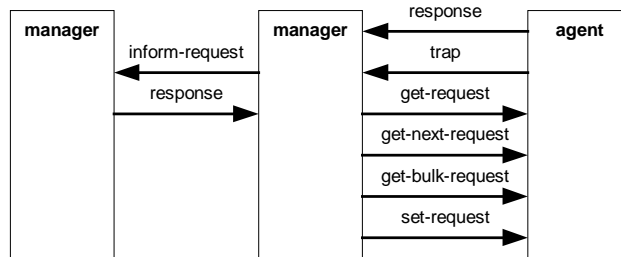 response
manager
manager
agent
inform-request
trap
response
get-request
get-next-request
get-bulk-request
set-request